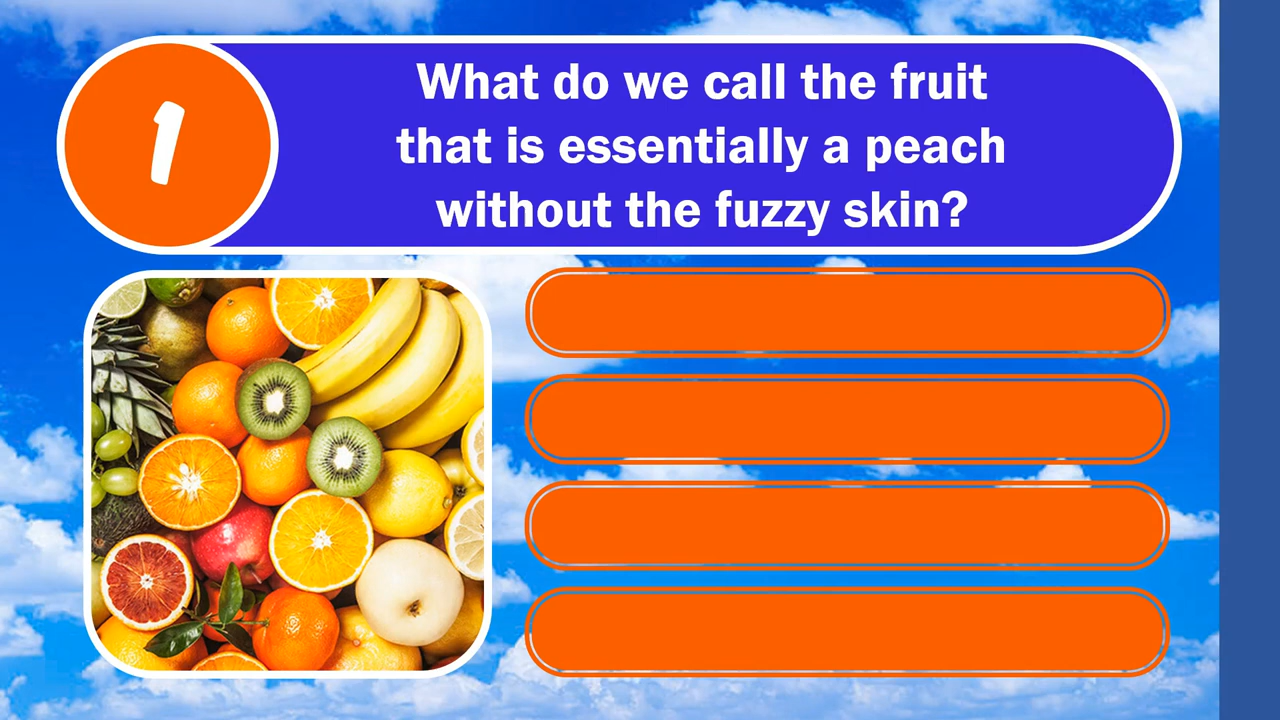 1
What do we call the fruit
that is essentially a peach
without the fuzzy skin?